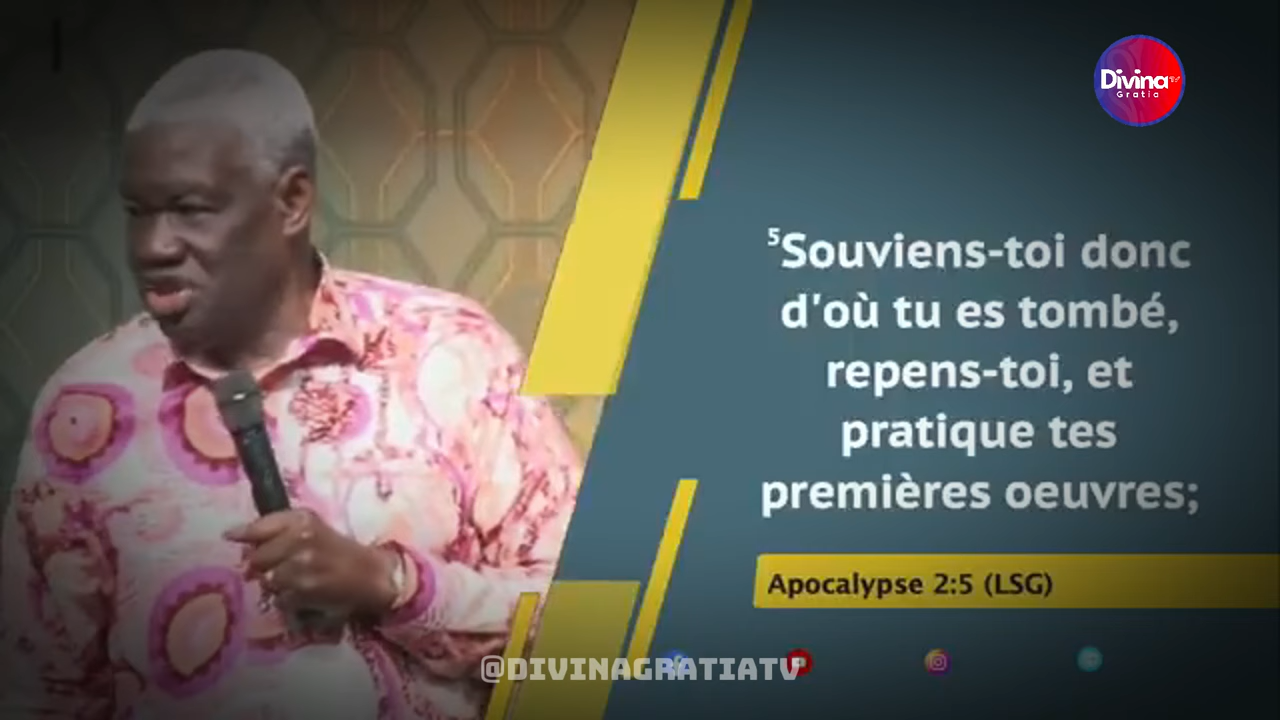 Divina TV
Gratia
⁵Souviens-toi donc
d'où tu es tombé,
repens-toi, et
pratique tes
premières oeuvres;
Apocalypse 2:5 (LSG)
@DIVINAGRATIATV